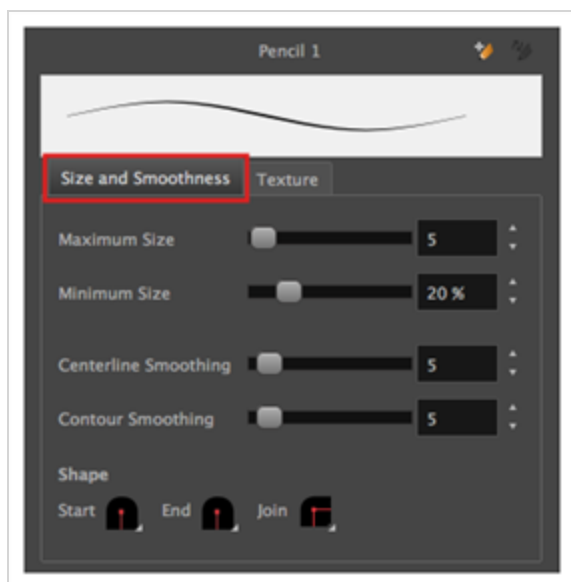 Pencil 1
Size and Smoothness Texture
Maximum Size 5
Minimum Size 20 %
Centerline Smoothing 5
Contour Smoothing 5
Shape
Start End Join